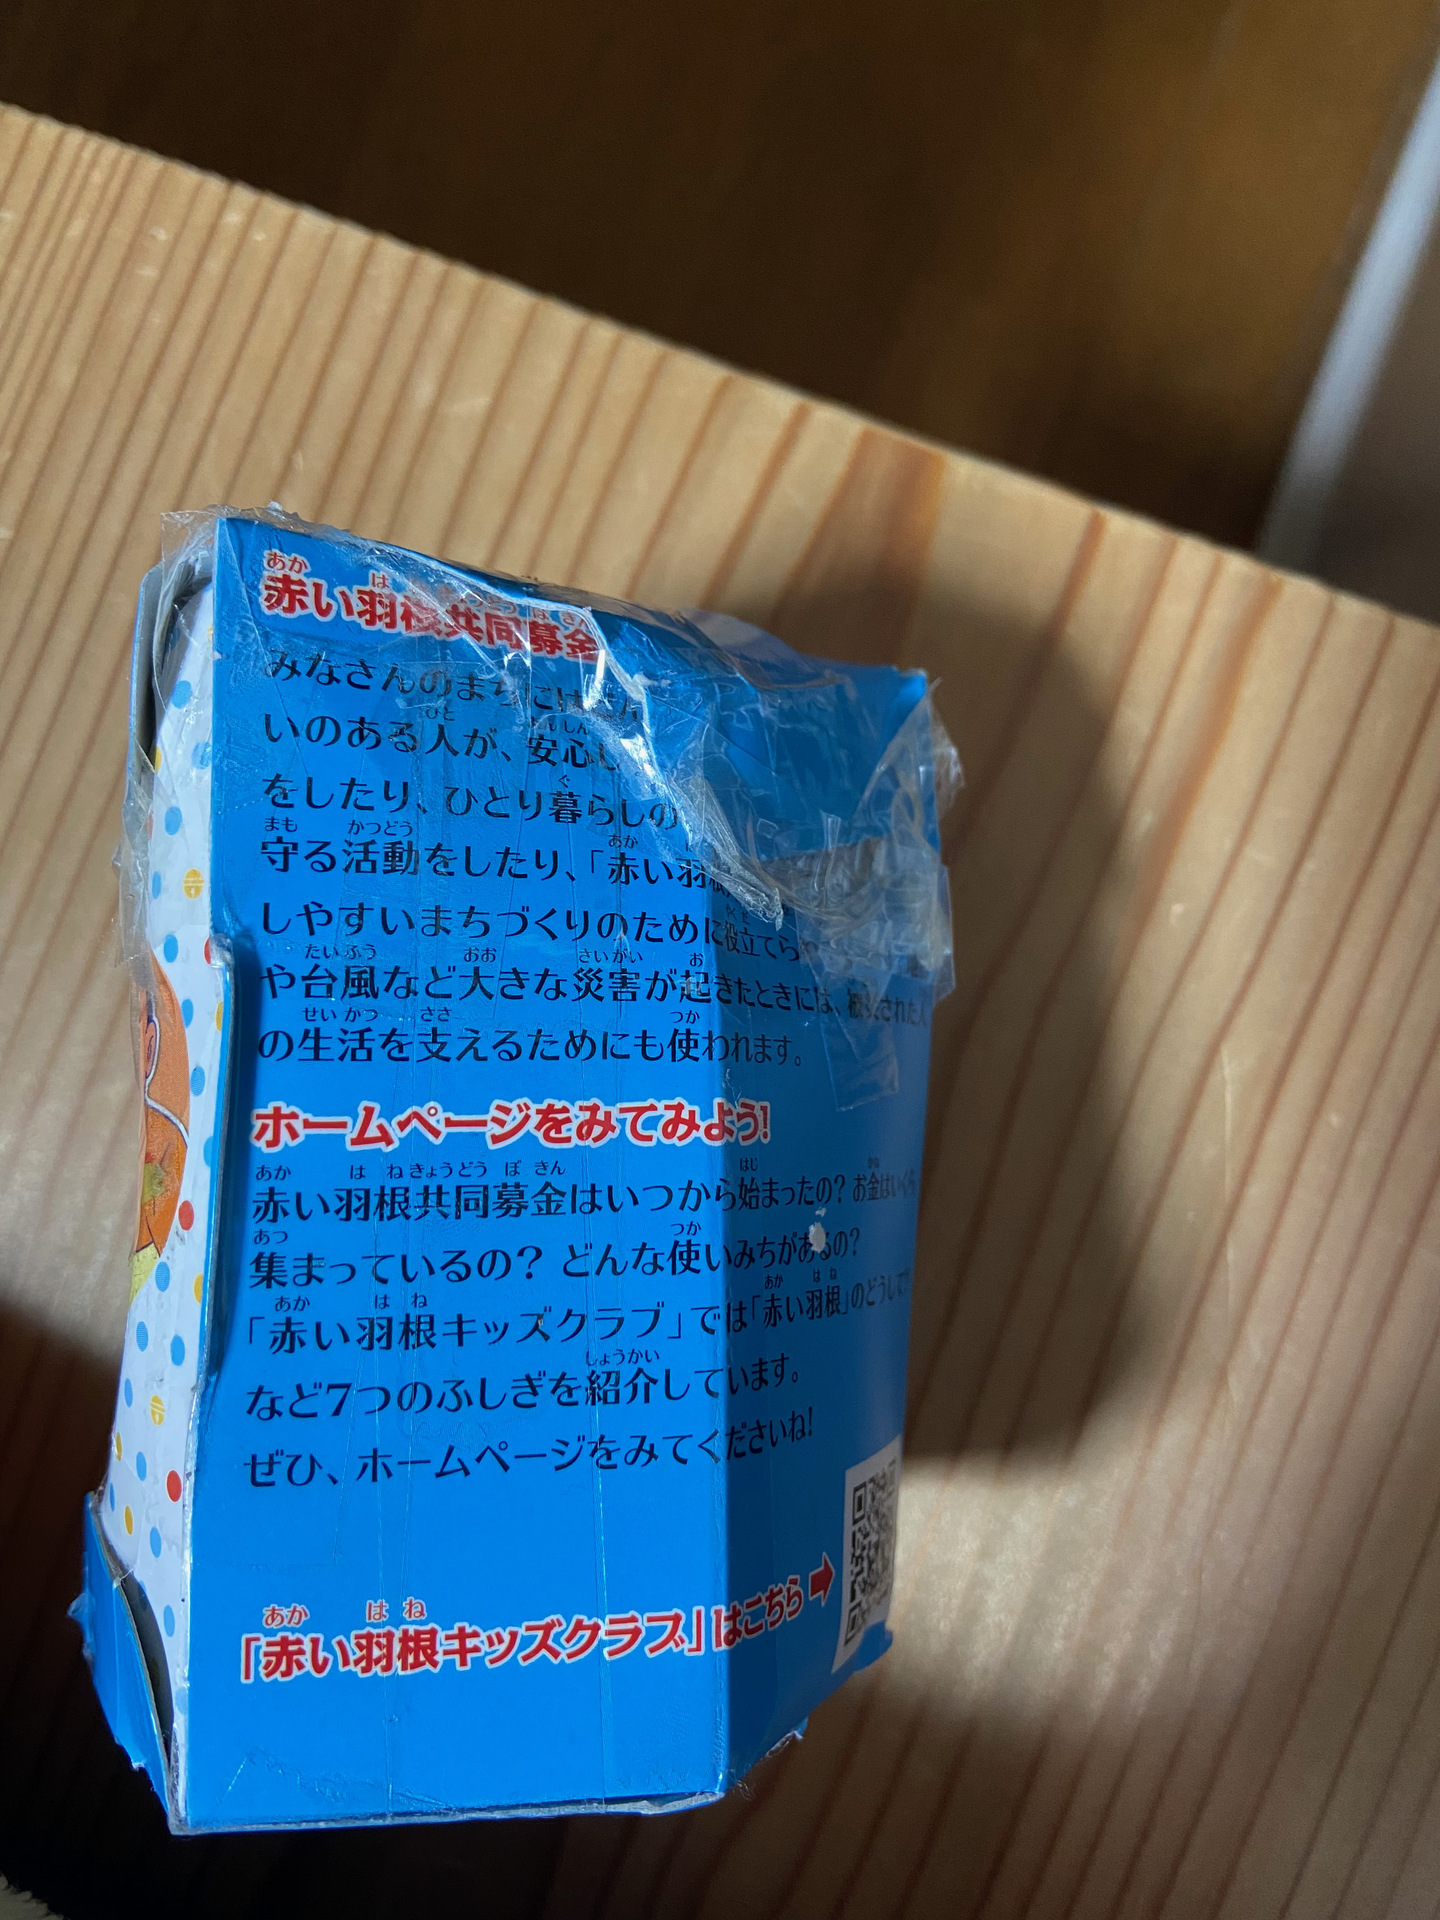 赤い羽根共同募金
みなさんのまちには
いのある人が、安心し
をしたり、ひとり暮らしの
守る活動をしたり、「赤い羽根
しやすいまちづくりのために役立てら
や台風など大きな災害が起きたときには、被 された人
の生活を支えるためにも使われます。
ホームページをみてみよう!
赤い羽根共同募金はいつから始まったの? お金はいくら
集まっているの? どんな使いみちがあるの?
「赤い羽根キッズクラブ」では「赤い羽根」のどうして
など7つのふしぎを紹介しています。
ぜひ、ホームページをみてくださいね!
「赤い羽根キッズクラブ」はこちら➡